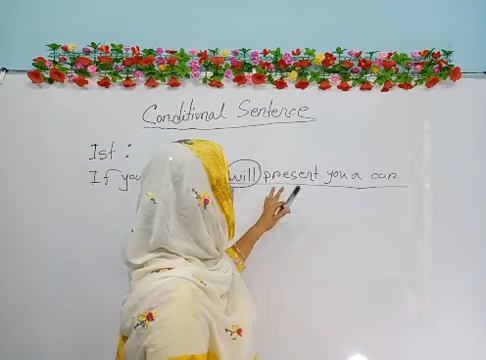 Conditional Sentence
Ist :
If you will present you a car.